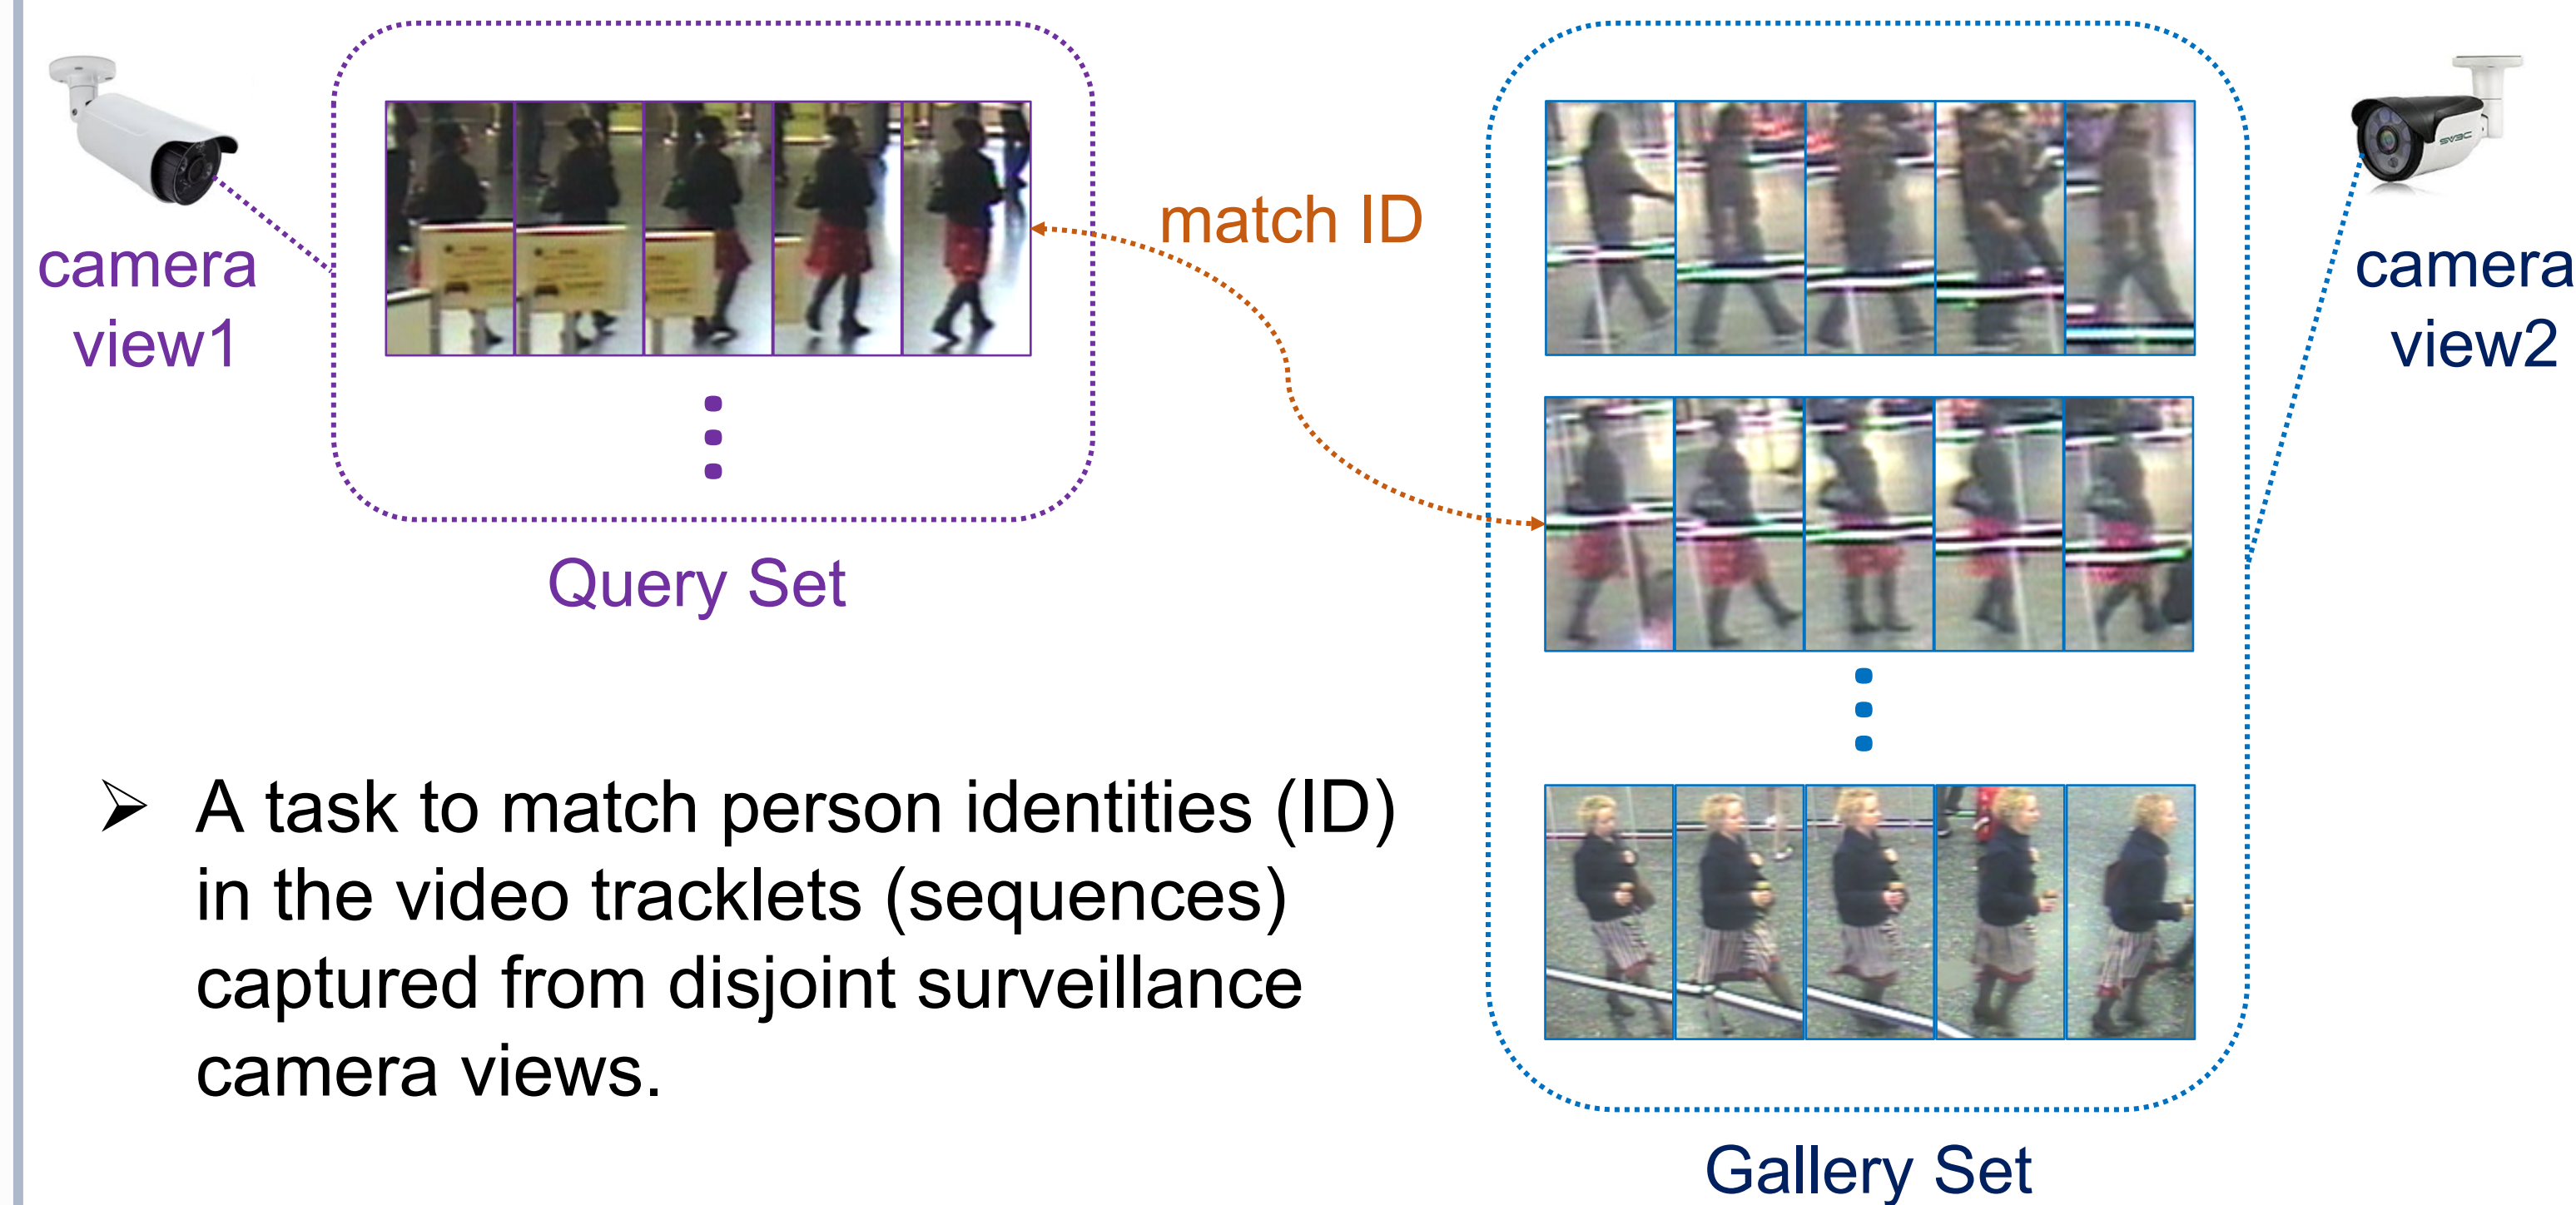 camera
view1
match ID
camera
view2
SV3C
Query Set
➢ A task to match person identities (ID)
in the video tracklets (sequences)
captured from disjoint surveillance
camera views.
Gallery Set